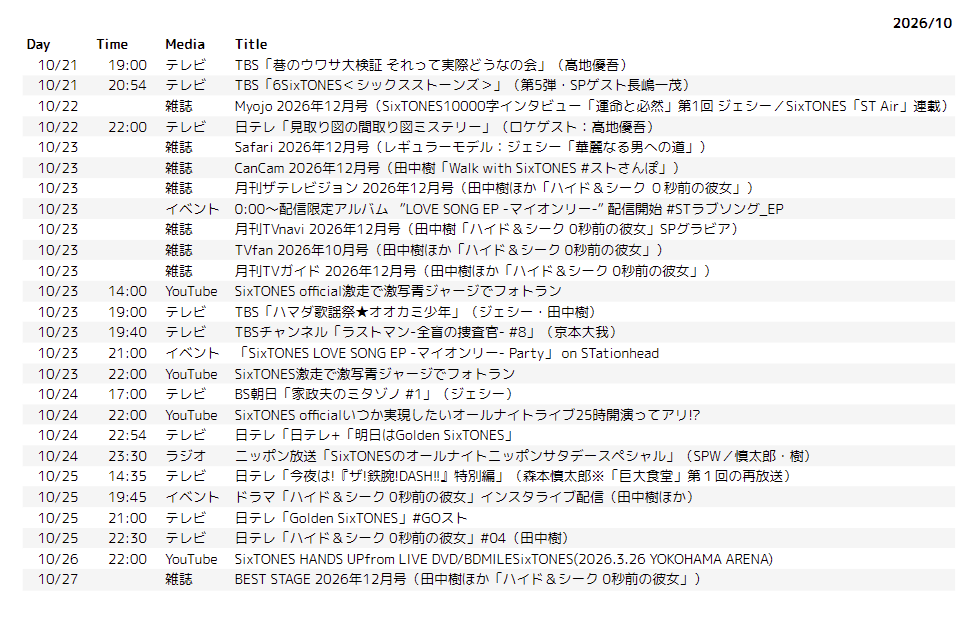 2026/10
Day Time Media Title
10/21 19:00 テレビ TBS「巷のウワサ大検証 それって実際どうなの会」（髙地優吾）
10/21 20:54 テレビ TBS「6SixTONES＜シックスストーンズ＞」（第5弾・SPゲスト長嶋一茂）
10/22 雑誌 Myojo 2026年12月号（SixTONES10000字インタビュー「運命と必然」第1回 ジェシー／SixTONES「ST Air」連載）
10/22 22:00 テレビ 日テレ「見取り図の間取り図ミステリー」（ロケゲスト：髙地優吾）
10/23 雑誌 Safari 2026年12月号（レギュラーモデル：ジェシー「華麗なる男への道」）
10/23 雑誌 CanCam 2026年12月号（田中樹「Walk with SixTONES #ストさんぽ」）
10/23 雑誌 月刊ザテレビジョン 2026年12月号（田中樹ほか「ハイド＆シーク ０秒前の彼女」）
10/23 イベント 0:00～配信限定アルバム “LOVE SONG EP -マイオンリー-” 配信開始 #STラブソング_EP
10/23 雑誌 月刊TVnavi 2026年12月号（田中樹「ハイド＆シーク 0秒前の彼女」SPグラビア）
10/23 雑誌 TVfan 2026年10月号（田中樹ほか「ハイド＆シーク 0秒前の彼女」）
10/23 雑誌 月刊TVガイド 2026年12月号（田中樹ほか「ハイド＆シーク 0秒前の彼女」）
10/23 14:00 YouTube SixTONES official激走で激写青ジャージでフォトラン
10/23 19:00 テレビ TBS「ハマダ歌謡祭★オオカミ少年」（ジェシー・田中樹）
10/23 19:40 テレビ TBSチャンネル「ラストマン-全盲の捜査官- #8」（京本大我）
10/23 21:00 イベント 「SixTONES LOVE SONG EP -マイオンリー- Party」 on STationhead
10/23 22:00 YouTube SixTONES激走で激写青ジャージでフォトラン
10/24 17:00 テレビ BS朝日「家政夫のミタゾノ #1」（ジェシー）
10/24 22:00 YouTube SixTONES officialいつか実現したいオールナイトライブ25時開演ってアリ!?
10/24 22:54 テレビ 日テレ「日テレ+「明日はGolden SixTONES」
10/24 23:30 ラジオ ニッポン放送「SixTONESのオールナイトニッポンサタデースペシャル」（SPW／慎太郎・樹）
10/25 14:35 テレビ 日テレ「今夜は!『ザ!鉄腕!DASH!!』特別編」（森本慎太郎※「巨大食堂」第１回の再放送）
10/25 19:45 イベント ドラマ「ハイド＆シーク 0秒前の彼女」インスタライブ配信（田中樹ほか）
10/25 21:00 テレビ 日テレ「Golden SixTONES」#GOスト
10/25 22:30 テレビ 日テレ「ハイド＆シーク 0秒前の彼女」#04（田中樹）
10/26 22:00 YouTube SixTONES HANDS UPfrom LIVE DVD/BDMILESixTONES(2026.3.26 YOKOHAMA ARENA)
10/27 雑誌 BEST STAGE 2026年12月号（田中樹ほか「ハイド＆シーク 0秒前の彼女」）